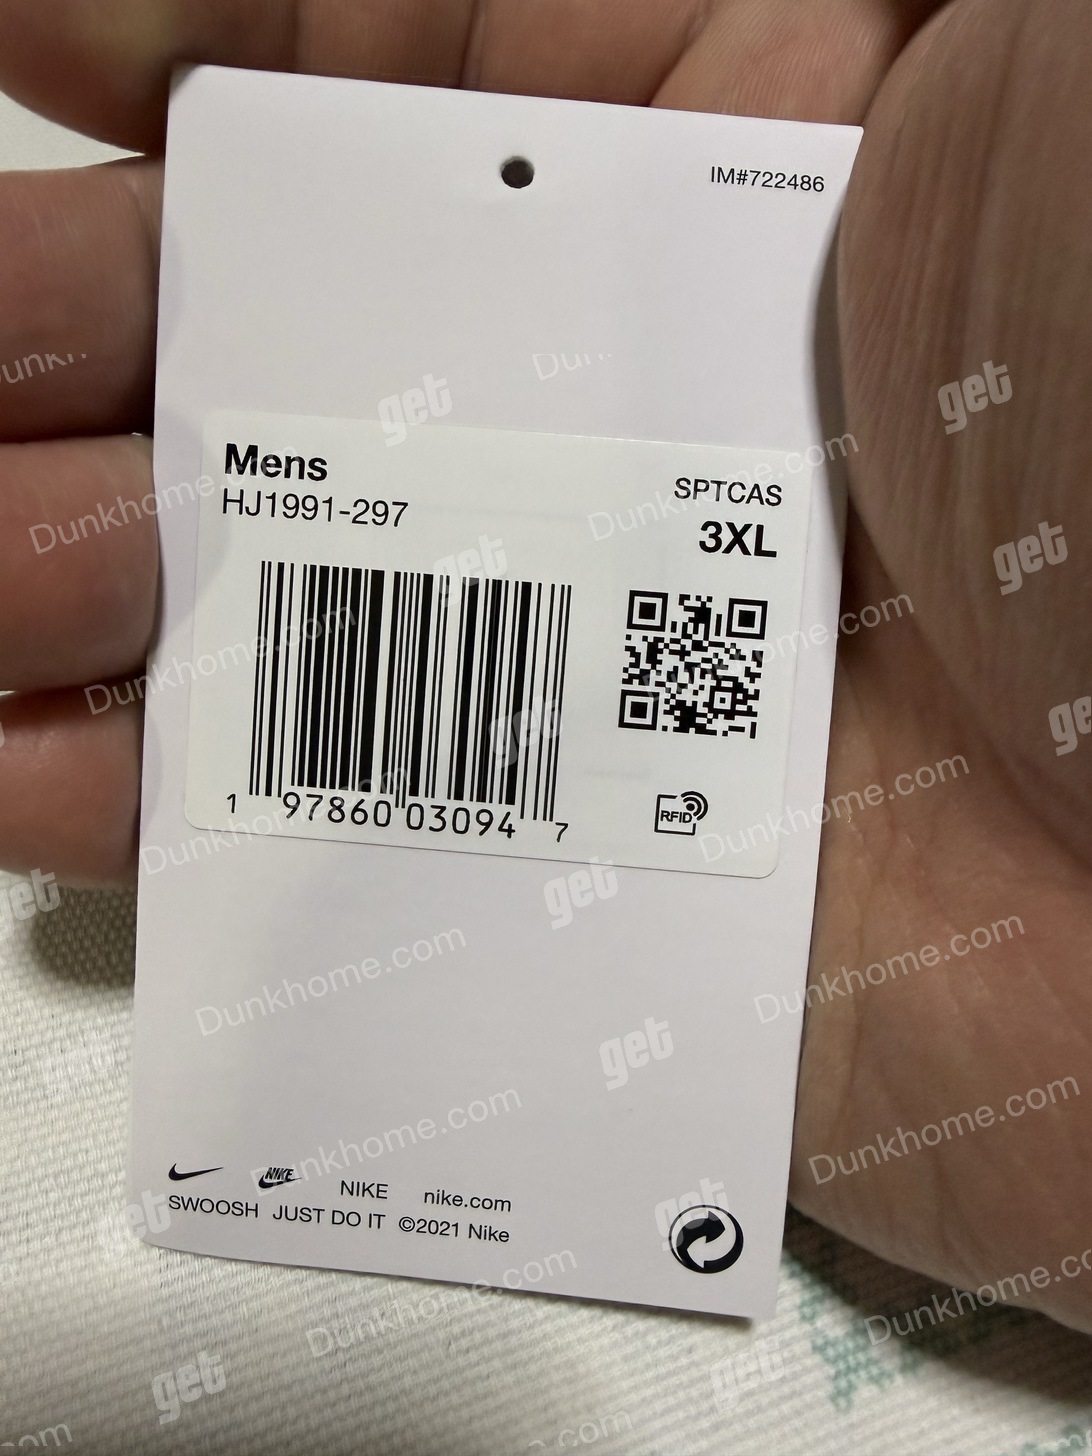 IM#722486
Mens
HJ1991-297
SPTCAS
3XL
1 97860 03094 7
RFID
NIKE
NIKE nike.com
SWOOSH JUST DO IT ©2021 Nike
Dunkhome.com
get